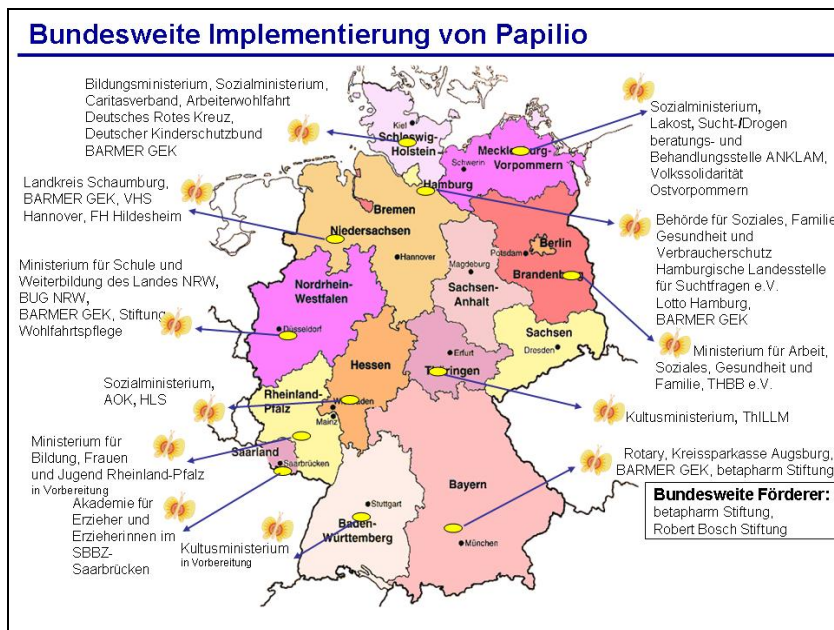 Bundesweite Implementierung von Papilio
Bildungsministerium, Sozialministerium,
Caritasverband, Arbeiterwohlfahrt
Deutsches Rotes Kreuz,
Deutscher Kinderschutzbund
BARMER GEK
Sozialministerium,
Lakost, Sucht-/Drogen
beratungs- und
Behandlungsstelle ANKLAM,
Volkssolidarität
Ostvorpommern
Landkreis Schaumburg,
BARMER GEK, VHS
Hannover, FH Hildesheim
Behörde für Soziales, Familie
Gesundheit und
Verbraucherschutz
Hamburgische Landesstelle
für Suchtfragen e.V.
Lotto Hamburg,
BARMER GEK
Ministerium für Schule und
Weiterbildung des Landes NRW,
BUG NRW,
BARMER GEK, Stiftung
Wohlfahrtspflege
Ministerium für Arbeit,
Soziales, Gesundheit und
Familie, THBB e.V.
Sozialministerium,
AOK, HLS
Kultusministerium, ThILLM
Ministerium für
Bildung, Frauen
und Jugend Rheinland-Pfalz
in Vorbereitung
Rotary, Kreissparkasse Augsburg,
BARMER GEK, betapharm Stiftung
Akademie für
Erzieher und
Erzieherinnen im
SBBZ-
Saarbrücken
Kultusministerium
in Vorbereitung
Bundesweite Förderer:
betapharm Stiftung,
Robert Bosch Stiftung
Kiel
Schleswig-
Holstein
Mecklenburg-
Vorpommern
Schwerin
Hamburg
Bremen
Niedersachsen
Hannover
Berlin
Potsdam
Brandenburg
Magdeburg
Sachsen-
Anhalt
Nordrhein-
Westfalen
Düsseldorf
Sachsen
Dresden
Hessen
Erfurt
Thüringen
Rheinland-
Pfalz
Mainz
Saarland
Saarbrücken
Bayern
Stuttgart
Baden-
Württemberg
München